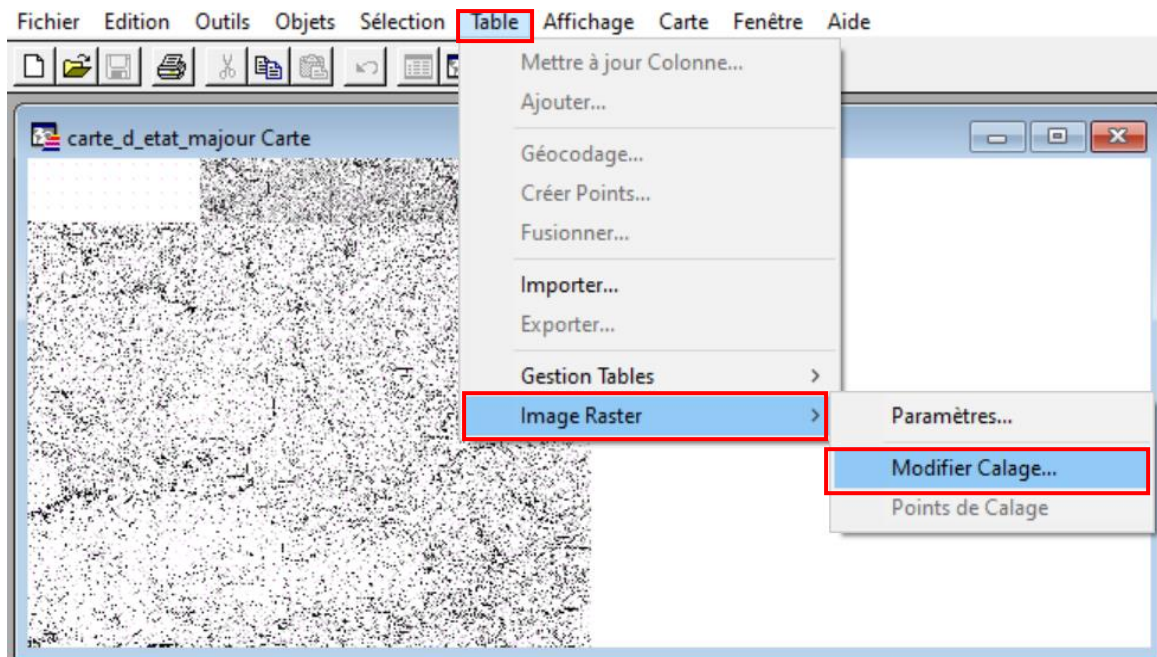 Fichier Edition Outils Objets Sélection Table Affichage Carte Fenêtre Aide
Mettre à jour Colonne...
Ajouter...
carte_d_etat_majour Carte
Géocodage...
Créer Points...
Fusionner...
Importer...
Exporter...
Gestion Tables
Image Raster
Paramètres...
Modifier Calage...
Points de Calage